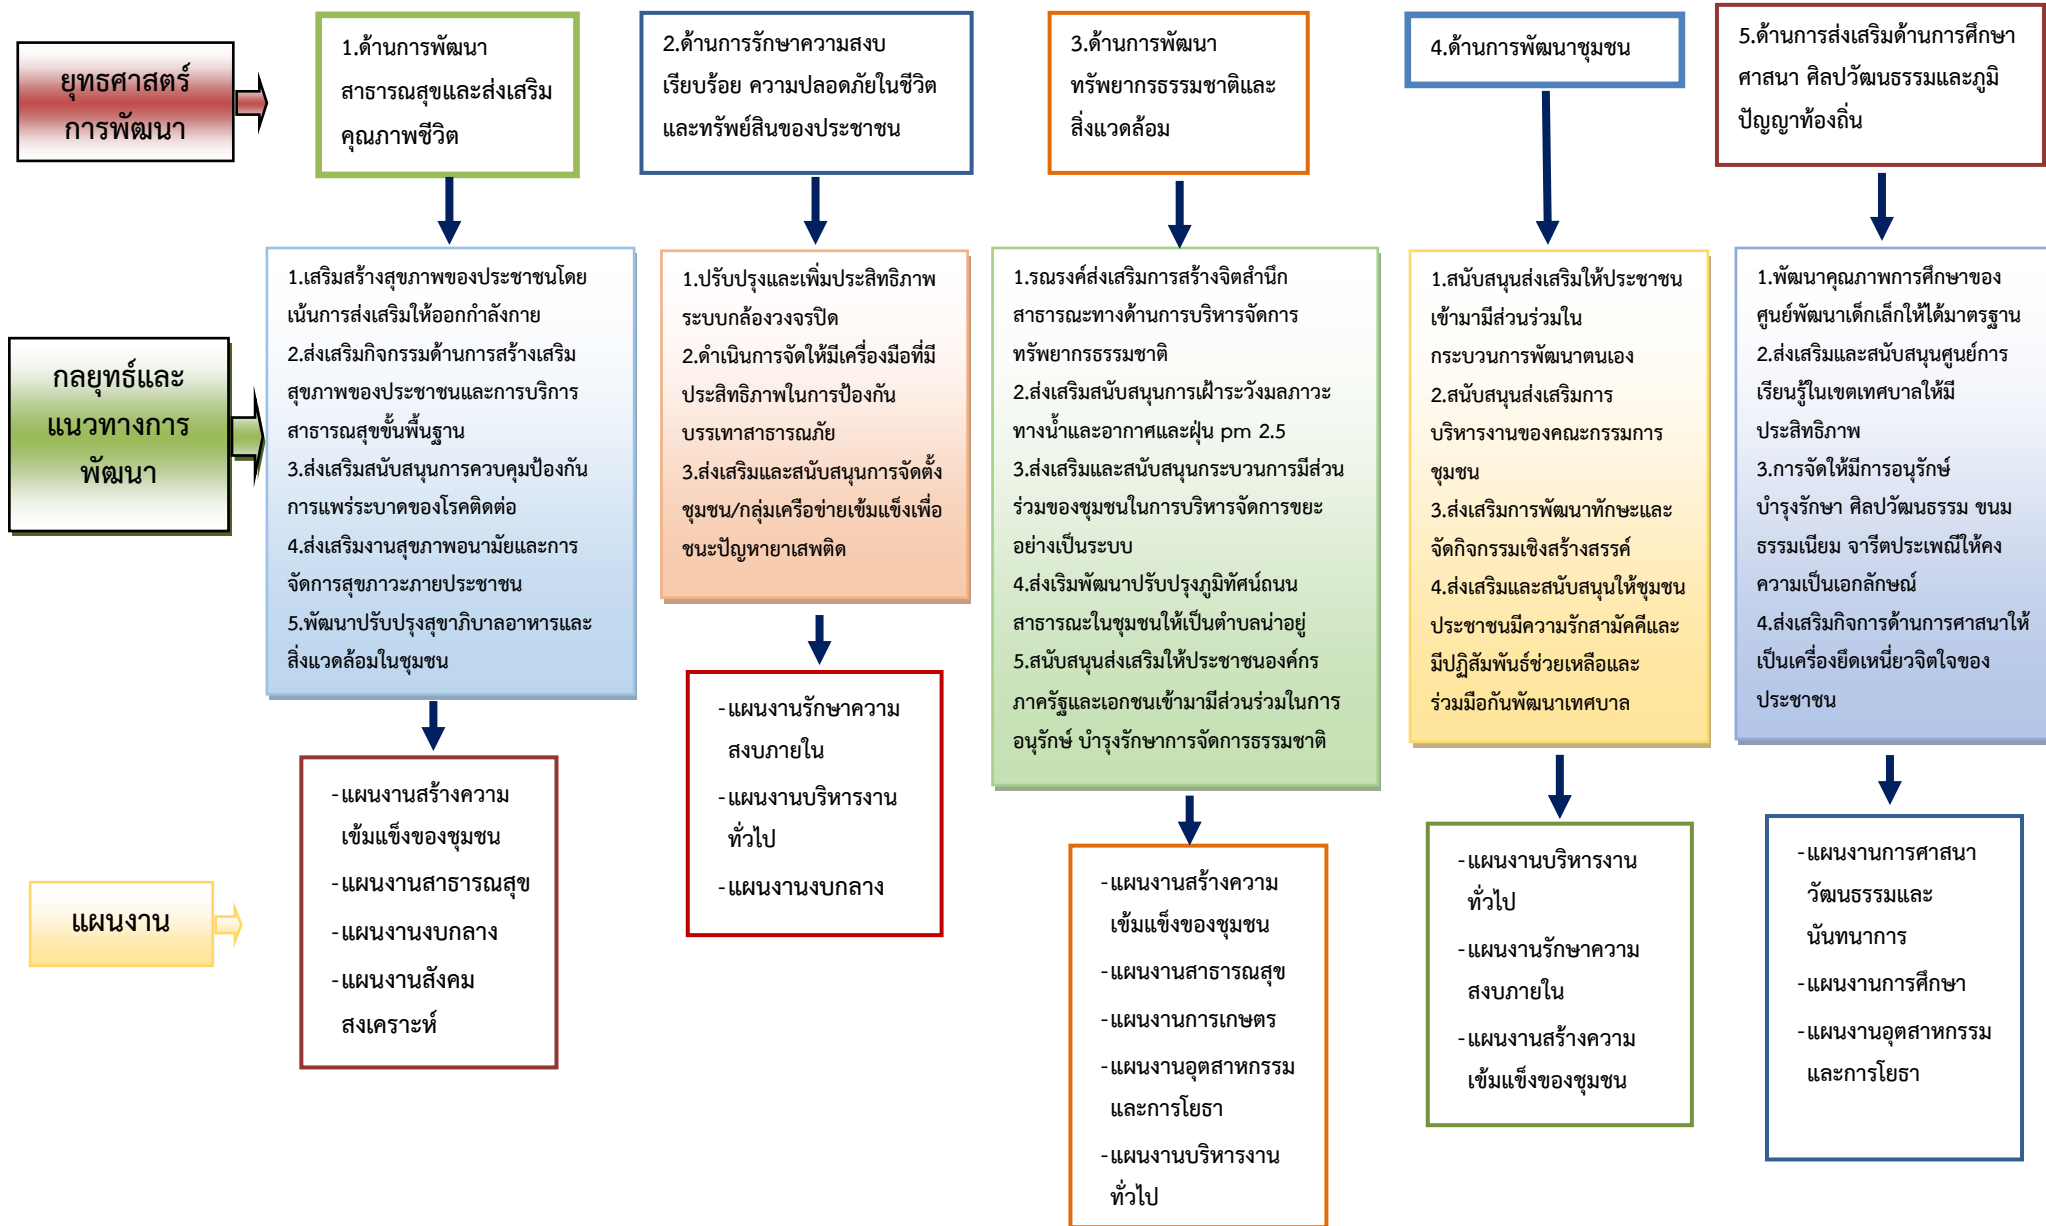 ยุทธศาสตร์
การพัฒนา
1.ด้านการพัฒนา
สาธารณสุขและส่งเสริม
คุณภาพชีวิต
2.ด้านการรักษาความสงบ
เรียบร้อย ความปลอดภัยในชีวิต
และทรัพย์สินของประชาชน
3.ด้านการพัฒนา
ทรัพยากรธรรมชาติและ
สิ่งแวดล้อม
4.ด้านการพัฒนาชุมชน
5.ด้านการส่งเสริมด้านการศึกษา
ศาสนา ศิลปวัฒนธรรมและภูมิ
ปัญญาท้องถิ่น
กลยุทธ์และ
แนวทางการ
พัฒนา
1.เสริมสร้างสุขภาพของประชาชนโดย
เน้นการส่งเสริมให้ออกกำลังกาย
2.ส่งเสริมกิจกรรมด้านการสร้างเสริม
สุขภาพของประชาชนและการบริการ
สาธารณสุขขั้นพื้นฐาน
3.ส่งเสริมสนับสนุนการควบคุมป้องกัน
การแพร่ระบาดของโรคติดต่อ
4.ส่งเสริมงานสุขภาพอนามัยและการ
จัดการสุขภาวะภายประชาชน
5.พัฒนาปรับปรุงสุขาภิบาลอาหารและ
สิ่งแวดล้อมในชุมชน
1.ปรับปรุงและเพิ่มประสิทธิภาพ
ระบบกล้องวงจรปิด
2.ดำเนินการจัดให้มีเครื่องมือที่มี
ประสิทธิภาพในการป้องกัน
บรรเทาสาธารณภัย
3.ส่งเสริมและสนับสนุนการจัดตั้ง
ชุมชน/กลุ่มเครือข่ายเข้มแข็งเพื่อ
ชนะปัญหายาเสพติด
1.รณรงค์ส่งเสริมการสร้างจิตสำนึก
สาธารณะทางด้านการบริหารจัดการ
ทรัพยากรธรรมชาติ
2.ส่งเสริมสนับสนุนการเฝ้าระวังมลภาวะ
ทางน้ำและอากาศและฝุ่น pm 2.5
3.ส่งเสริมและสนับสนุนกระบวนการมีส่วน
ร่วมของชุมชนในการบริหารจัดการขยะ
อย่างเป็นระบบ
4.ส่งเริมพัฒนาปรับปรุงภูมิทัศน์ถนน
สาธารณะในชุมชนให้เป็นตำบลน่าอยู่
5.สนับสนุนส่งเสริมให้ประชาชนองค์กร
ภาครัฐและเอกชนเข้ามามีส่วนร่วมในการ
อนุรักษ์ บำรุงรักษาการจัดการธรรมชาติ
1.สนับสนุนส่งเสริมให้ประชาชน
เข้ามามีส่วนร่วมใน
กระบวนการพัฒนาตนเอง
2.สนับสนุนส่งเสริมการ
บริหารงานของคณะกรรมการ
ชุมชน
3.ส่งเสริมการพัฒนาทักษะและ
จัดกิจกรรมเชิงสร้างสรรค์
4.ส่งเสริมและสนับสนุนให้ชุมชน
ประชาชนมีความรักสามัคคีและ
มีปฏิสัมพันธ์ช่วยเหลือและ
ร่วมมือกันพัฒนาเทศบาล
1.พัฒนาคุณภาพการศึกษาของ
ศูนย์พัฒนาเด็กเล็กให้ได้มาตรฐาน
2.ส่งเสริมและสนับสนุนศูนย์การ
เรียนรู้ในเขตเทศบาลให้มี
ประสิทธิภาพ
3.การจัดให้มีการอนุรักษ์
บำรุงรักษา ศิลปวัฒนธรรม ขนม
ธรรมเนียม จารีตประเพณีให้คง
ความเป็นเอกลักษณ์
4.ส่งเสริมกิจการด้านการศาสนาให้
เป็นเครื่องยึดเหนี่ยวจิตใจของ
ประชาชน
แผนงาน
-แผนงานสร้างความ
เข้มแข็งของชุมชน
-แผนงานสาธารณสุข
-แผนงานงบกลาง
-แผนงานสังคม
สงเคราะห์
-แผนงานรักษาความ
สงบภายใน
-แผนงานบริหารงาน
ทั่วไป
-แผนงานงบกลาง
-แผนงานสร้างความ
เข้มแข็งของชุมชน
-แผนงานสาธารณสุข
-แผนงานการเกษตร
-แผนงานอุตสาหกรรม
และการโยธา
-แผนงานบริหารงาน
ทั่วไป
-แผนงานบริหารงาน
ทั่วไป
-แผนงานรักษาความ
สงบภายใน
-แผนงานสร้างความ
เข้มแข็งของชุมชน
-แผนงานการศาสนา
วัฒนธรรมและ
นันทนาการ
-แผนงานการศึกษา
-แผนงานอุตสาหกรรม
และการโยธา